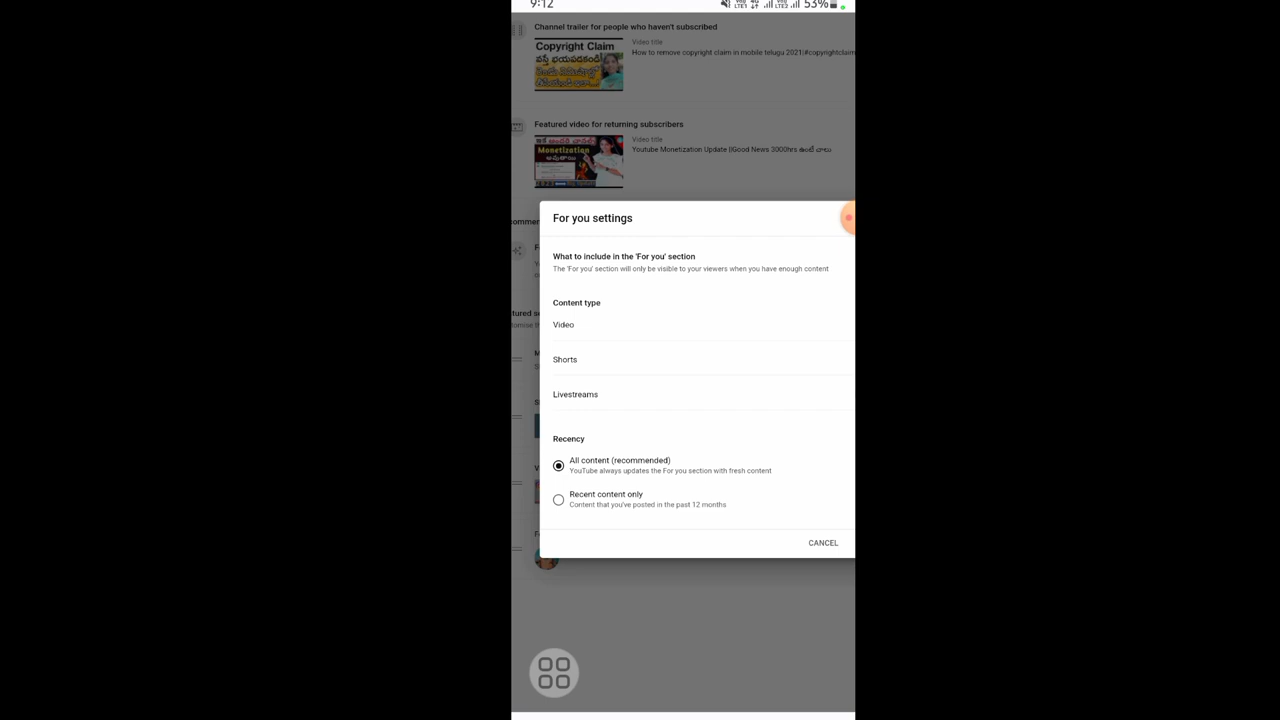 9:12
53%
Channel trailer for people who haven't subscribed
Video title
How to remove copyright claim in mobile telugu 2021|#copyrightclaim
Copyright Claim
వస్తే భయపడకండి
Featured video for returning subscribers
Video title
Youtube Monetization Update ||Good News 3000hrs ఉంటే చాలు
Monetization
For you settings
What to include in the 'For you' section
The 'For you' section will only be visible to your viewers when you have enough content
Content type
Video
Shorts
Livestreams
Recency
All content (recommended)
YouTube always updates the For you section with fresh content
Recent content only
Content that you've posted in the past 12 months
CANCEL